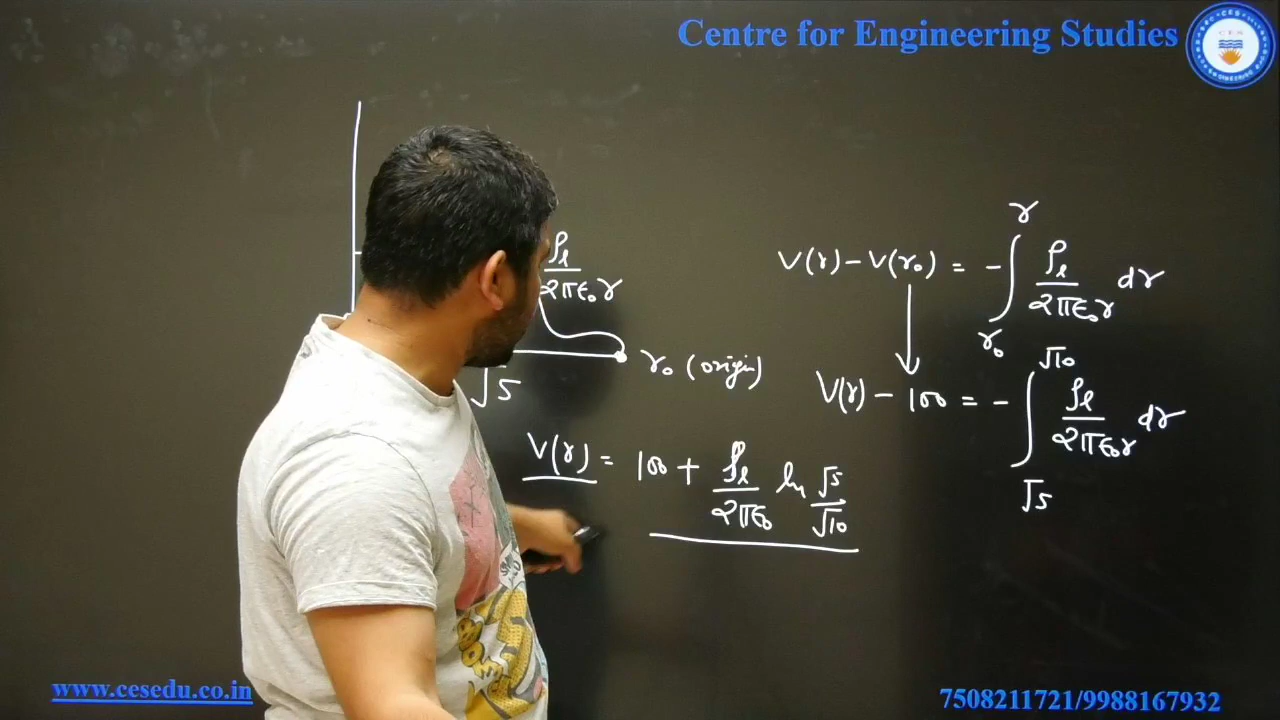 Centre for Engineering Studies
CES
V(r) - V(r₀) = - ∫_{r₀}^{r} ρₗ/2πε₀r dr
ρₗ/2πε₀r
r₀ (origin)
√5
V(r) - 100 = - ∫_{√5}^{√10} ρₗ/2πε₀r dr
V(r) = 100 + ρₗ/2πε₀ ln √5/√10
www.cesedu.co.in
7508211721/9988167932